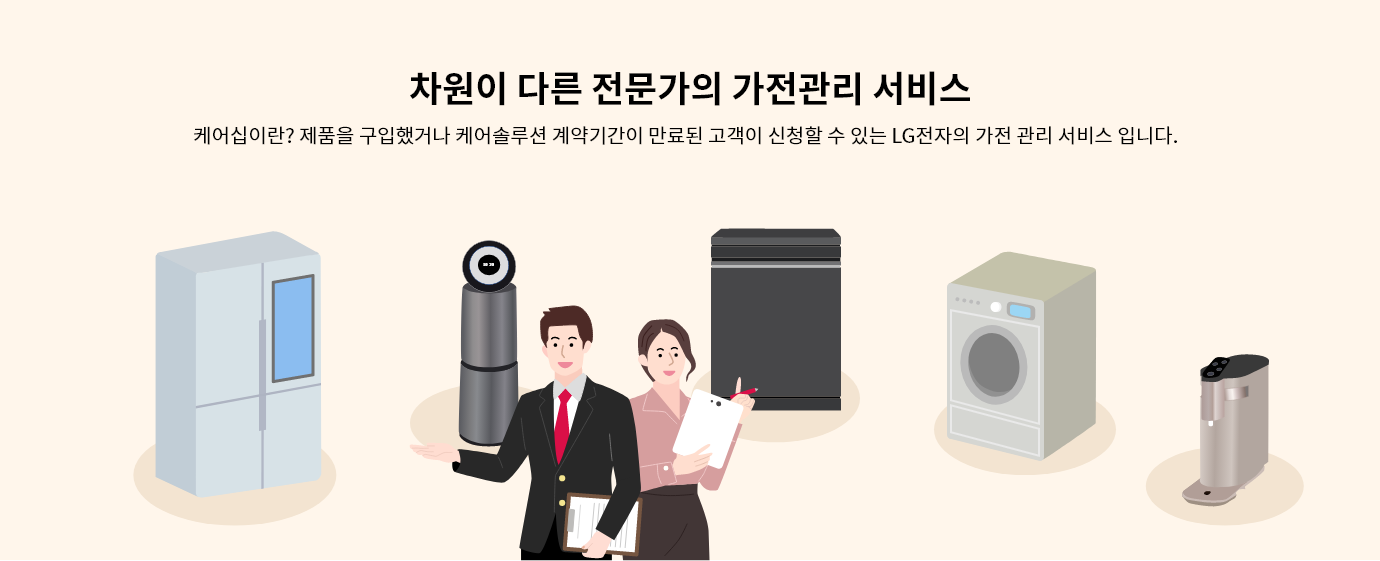 차원이 다른 전문가의 가전관리 서비스
케어십이란? 제품을 구입했거나 케어솔루션 계약기간이 만료된 고객이 신청할 수 있는 LG전자의 가전 관리 서비스 입니다.